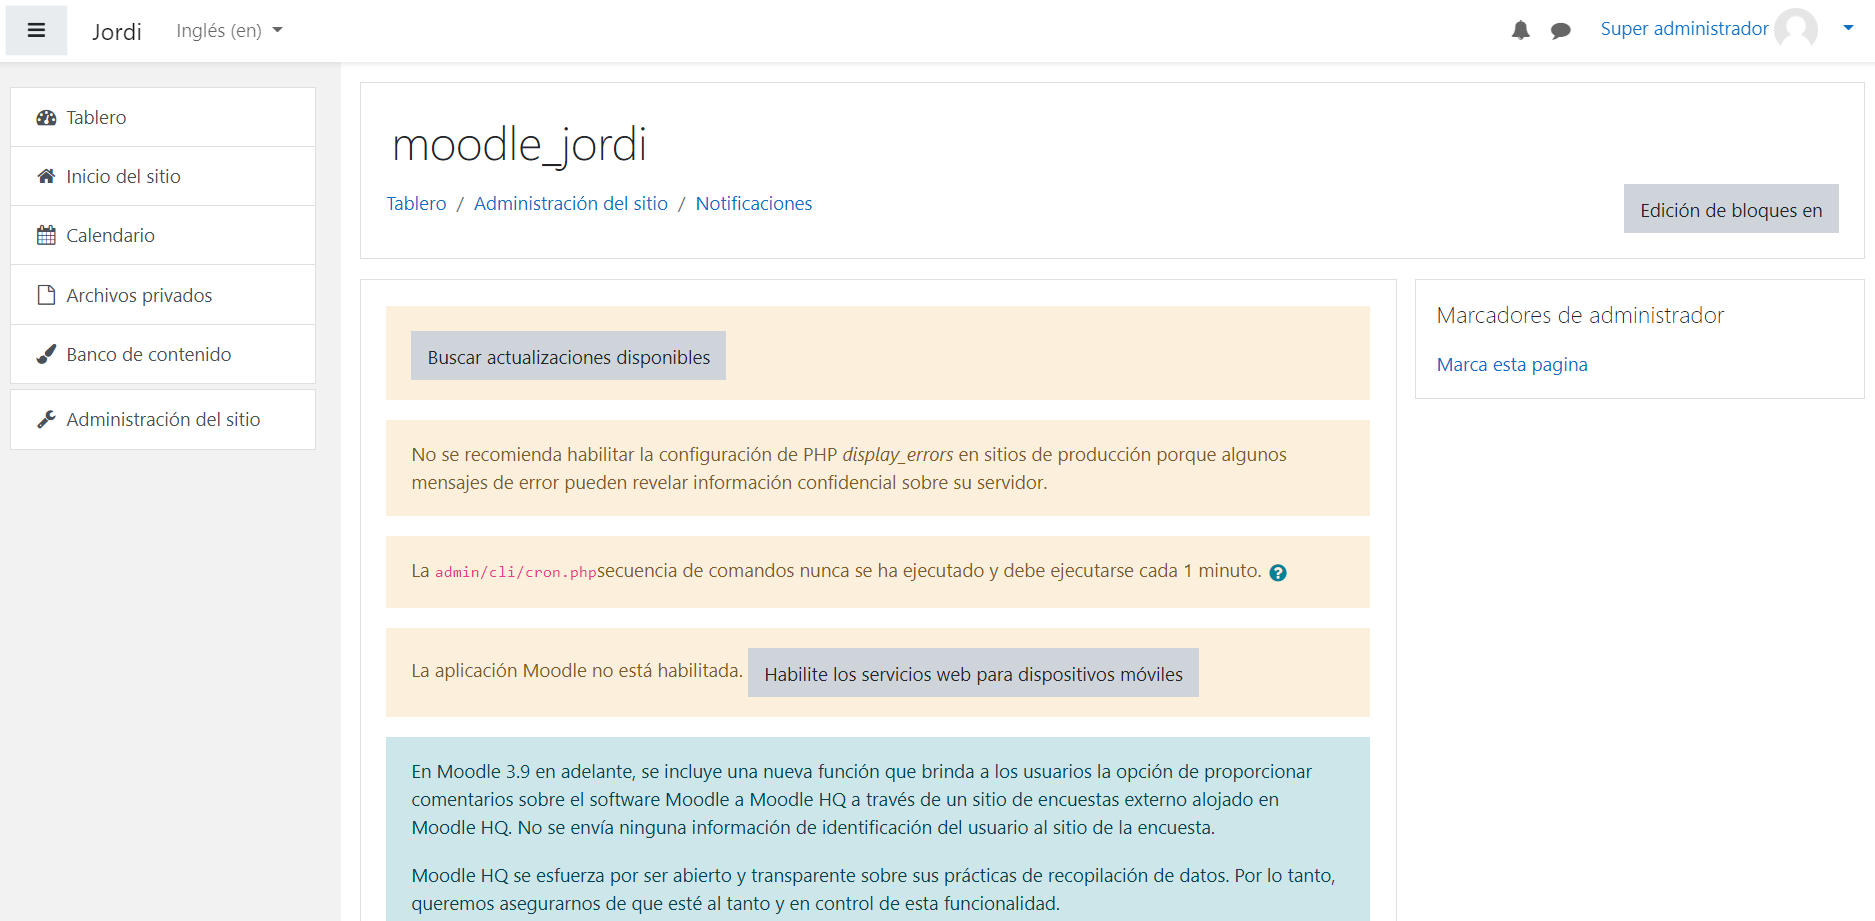 Jordi
Inglés (en)
Super administrador
Tablero
Inicio del sitio
Calendario
Archivos privados
Banco de contenido
Administración del sitio
moodle_jordi
Tablero / Administración del sitio / Notificaciones
Edición de bloques en
Buscar actualizaciones disponibles
No se recomienda habilitar la configuración de PHP display_errors en sitios de producción porque algunos
mensajes de error pueden revelar información confidencial sobre su servidor.
La admin/cli/cron.phpsecuencia de comandos nunca se ha ejecutado y debe ejecutarse cada 1 minuto.
La aplicación Moodle no está habilitada. Habilite los servicios web para dispositivos móviles
En Moodle 3.9 en adelante, se incluye una nueva función que brinda a los usuarios la opción de proporcionar
comentarios sobre el software Moodle a Moodle HQ a través de un sitio de encuestas externo alojado en
Moodle HQ. No se envía ninguna información de identificación del usuario al sitio de la encuesta.
Moodle HQ se esfuerza por ser abierto y transparente sobre sus prácticas de recopilación de datos. Por lo tanto,
queremos asegurarnos de que esté al tanto y en control de esta funcionalidad.
Marcadores de administrador
Marca esta pagina